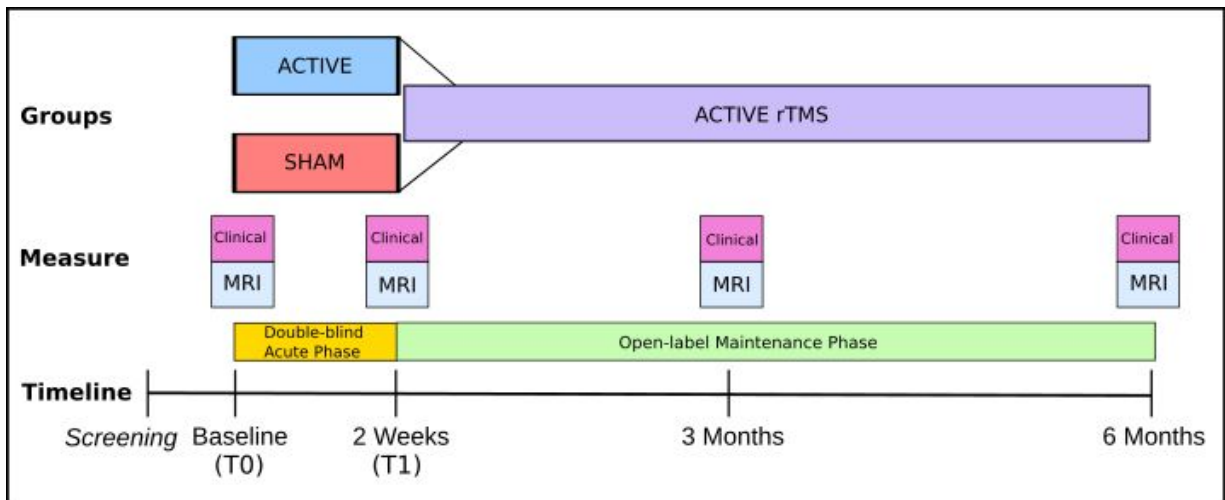 ACTIVE
Groups
ACTIVE rTMS
SHAM
Clinical Clinical Clinical Clinical
Measure
MRI MRI MRI MRI
Double-blind
Acute Phase
Open-label Maintenance Phase
Timeline
Screening Baseline 2 Weeks 3 Months 6 Months
(T0) (T1)